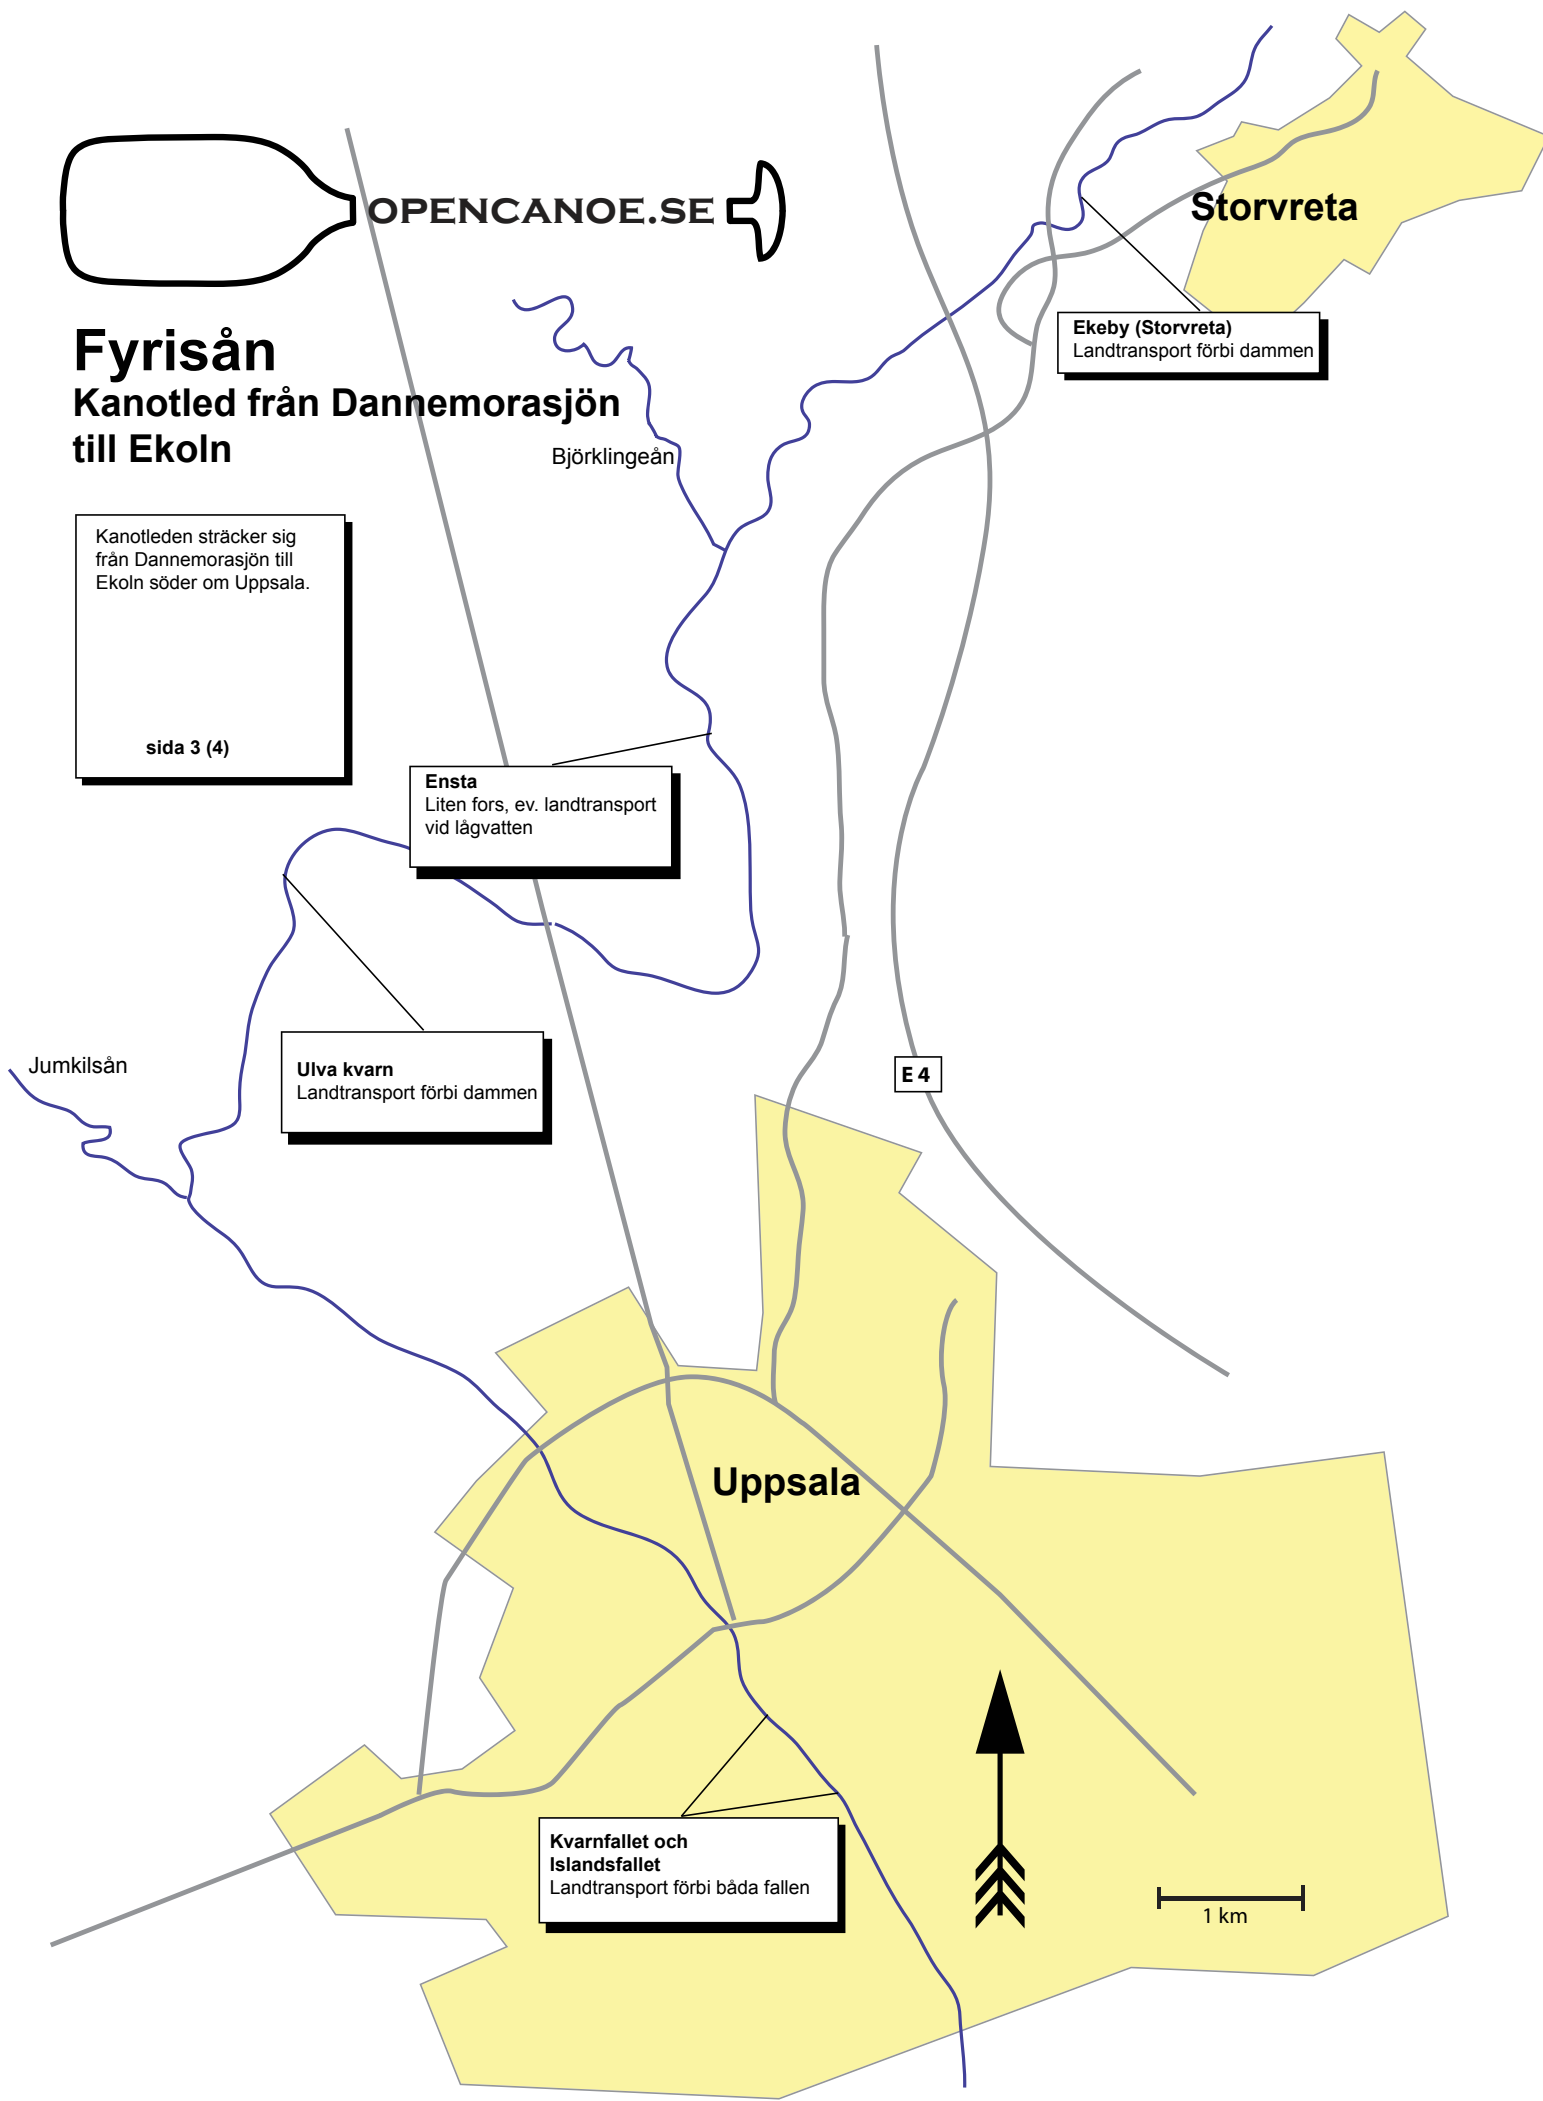 OPENCANOE.SE
Storvreta
Ekeby (Storvreta)
Landtransport förbi dammen
Fyrisån
Kanotled från Dannemorasjön
till Ekoln
Björklingeån
Kanotleden sträcker sig
från Dannemorasjön till
Ekoln söder om Uppsala.
sida 3 (4)
Ensta
Liten fors, ev. landtransport
vid lågvatten
Jumkilsån
Ulva kvarn
Landtransport förbi dammen
E 4
Uppsala
Kvarnfallet och
Islandsfallet
Landtransport förbi båda fallen
1 km